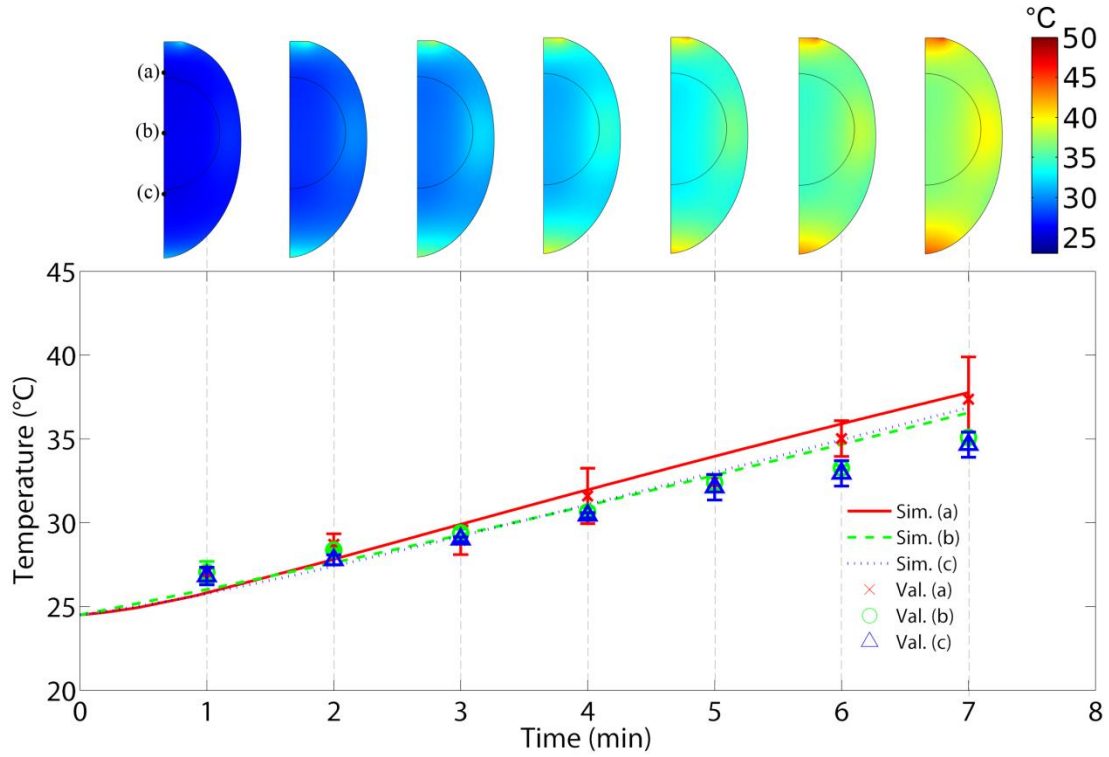 °C
50
45
40
35
30
25
(a)
(b)
(c)
45
40
35
30
25
20
Temperature (°C)
Sim. (a)
Sim. (b)
Sim. (c)
Val. (a)
Val. (b)
Val. (c)
0 1 2 3 4 5 6 7 8
Time (min)